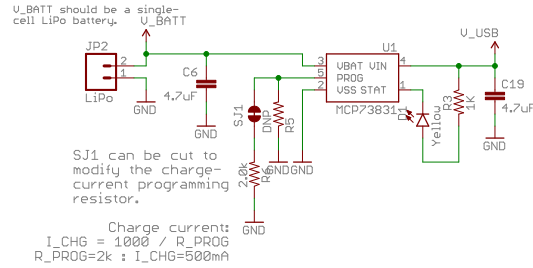 V_BATT should be a single-
cell LiPo battery.
V_BATT
V_USB
JP2
2
1
LiPo
GND
C6
4.7uF
GND
U1
3
VBAT
VIN
4
5
PROG
2
VSS
STAT
1
MCP73831
SJ1
DNP
R5
GND
GND
2.0k
R6
GND
D1
Yellow
R3
1K
C19
4.7uF
GND
SJ1 can be cut to
modify the charge-
current programming
resistor.
Charge current:
I_CHG = 1000 / R_PROG
R_PROG=2k : I_CHG=500mA